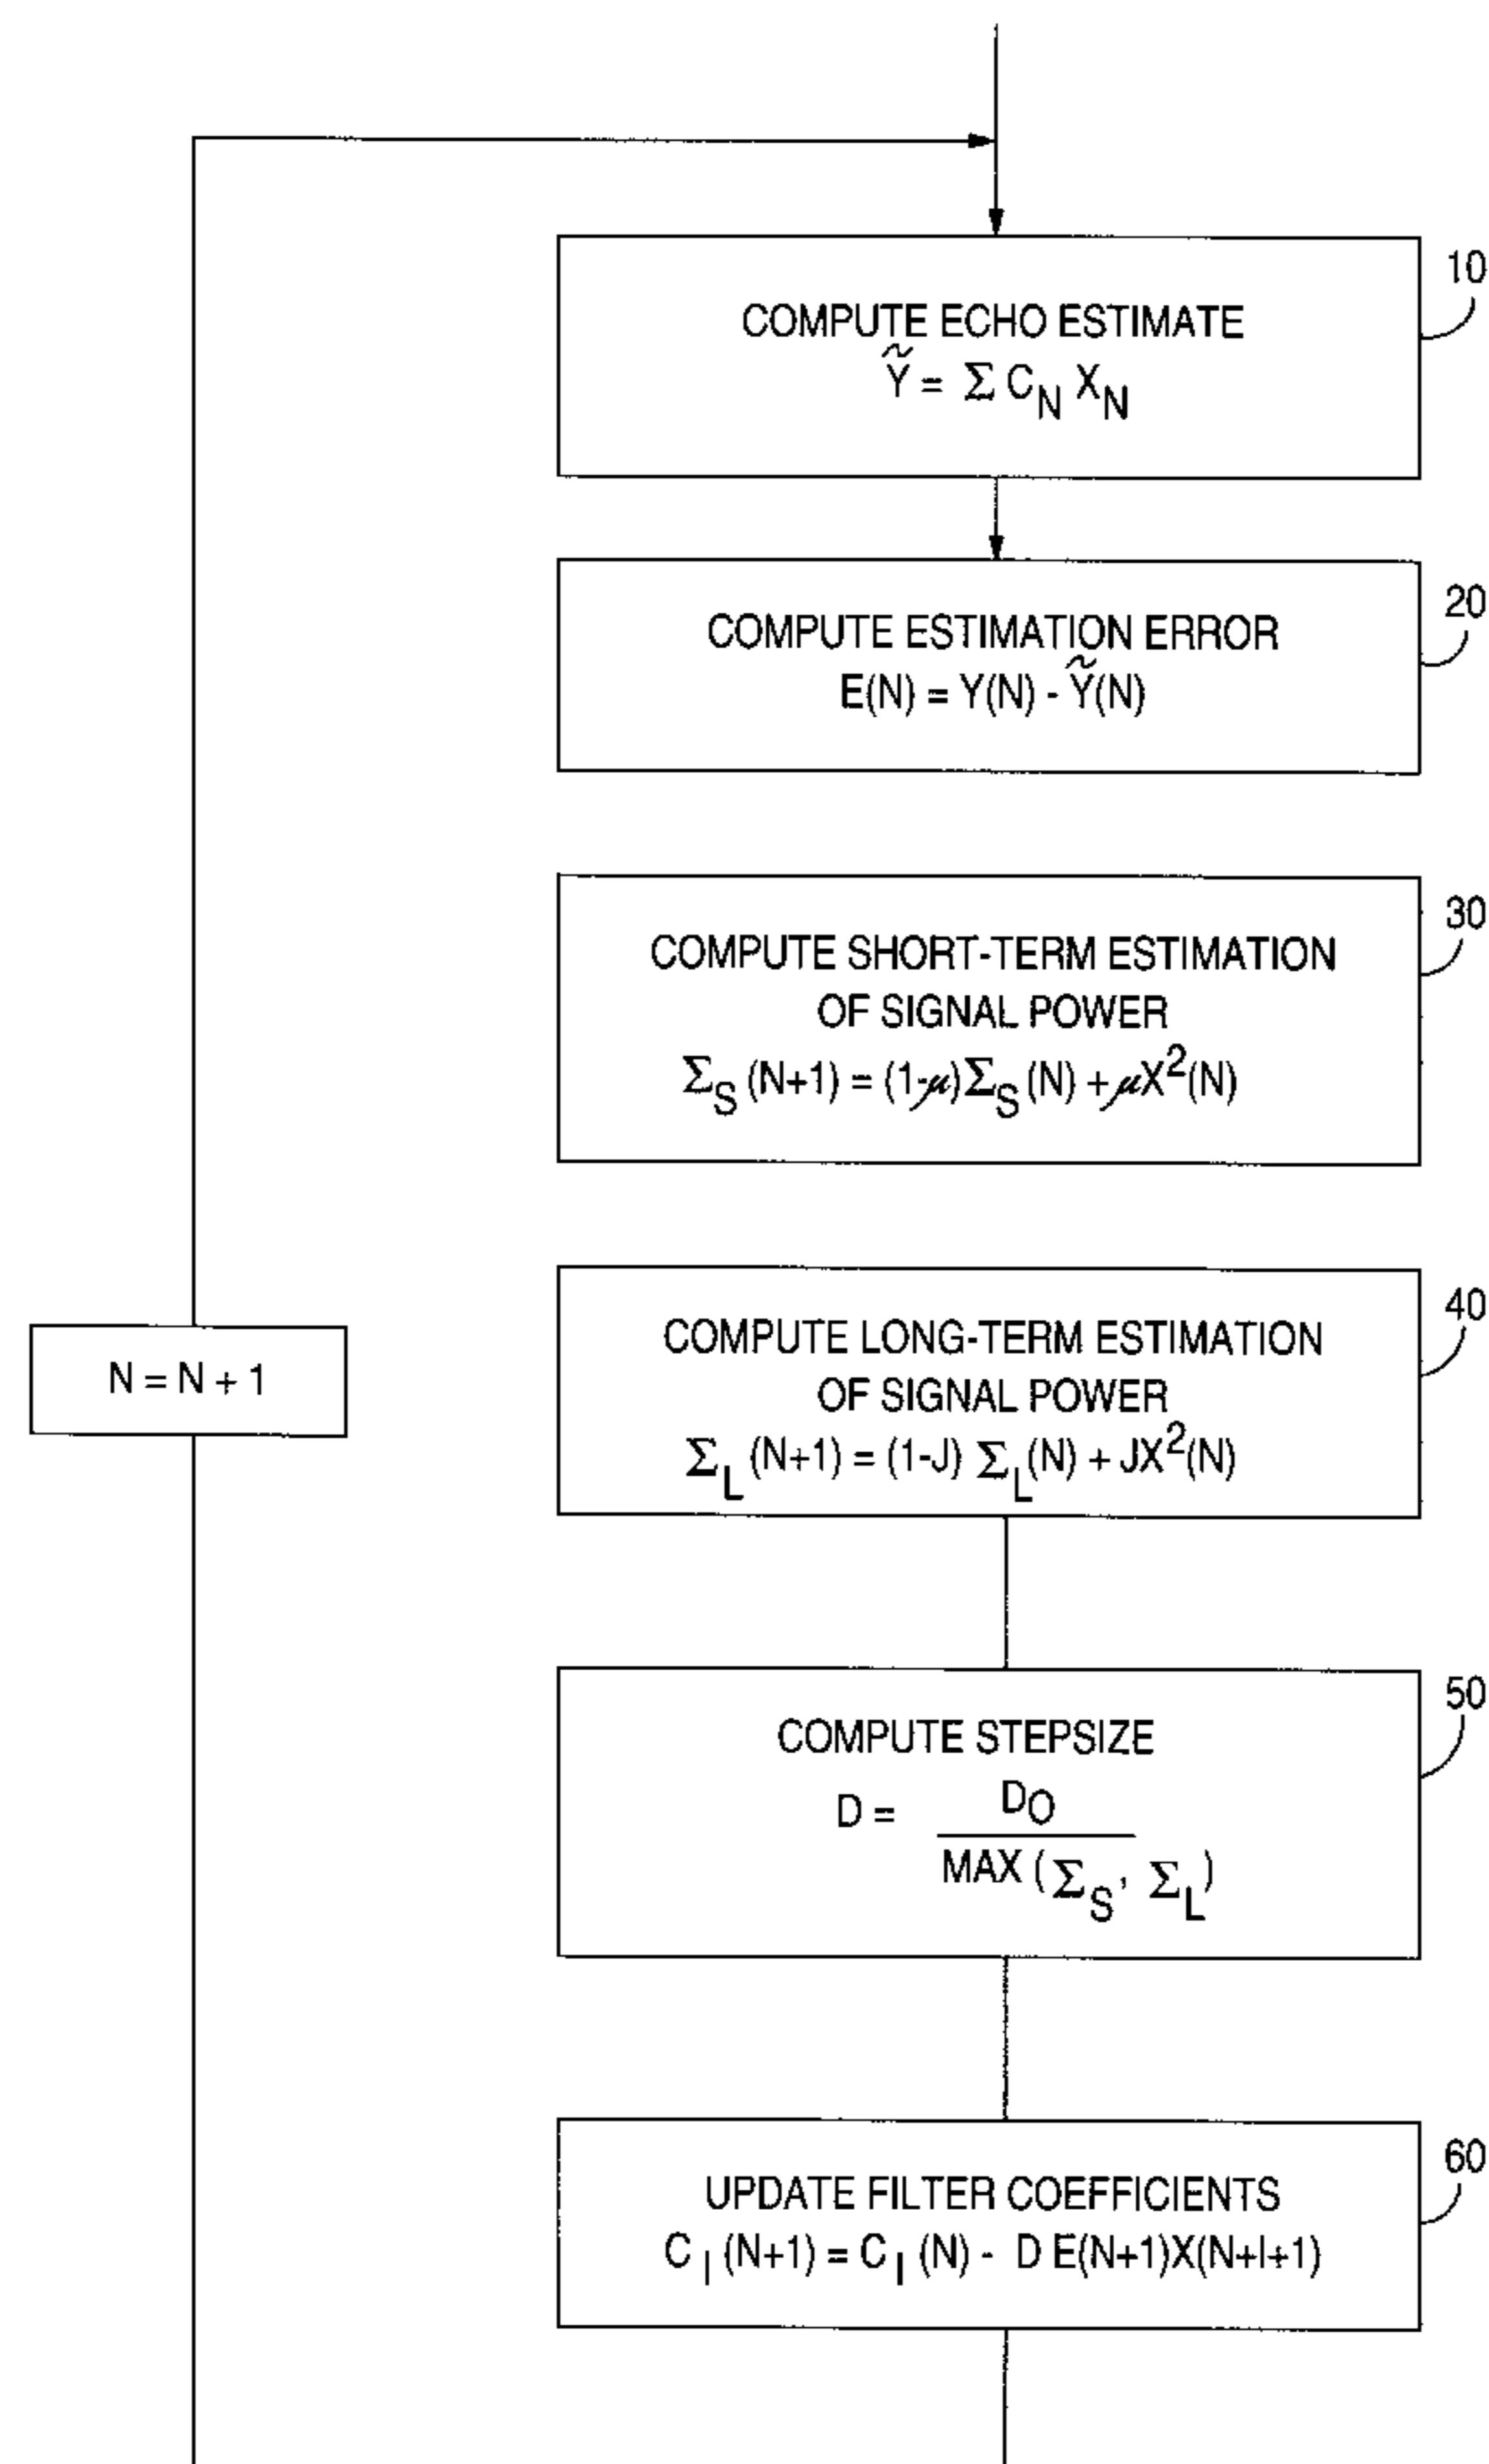 10
COMPUTE ECHO ESTIMATE
Ỹ = Σ C_N X_N
20
COMPUTE ESTIMATION ERROR
E(N) = Y(N) - Ỹ(N)
30
COMPUTE SHORT-TERM ESTIMATION
OF SIGNAL POWER
Σ_S (N+1) = (1-μ)Σ_S (N) + μX²(N)
40
COMPUTE LONG-TERM ESTIMATION
OF SIGNAL POWER
Σ_L (N+1) = (1-J) Σ_L (N) + JX²(N)
N = N + 1
50
COMPUTE STEPSIZE
D = D_O
MAX (Σ_S, Σ_L)
60
UPDATE FILTER COEFFICIENTS
C_I (N+1) = C_I (N) - D E(N+1)X(N+I+1)